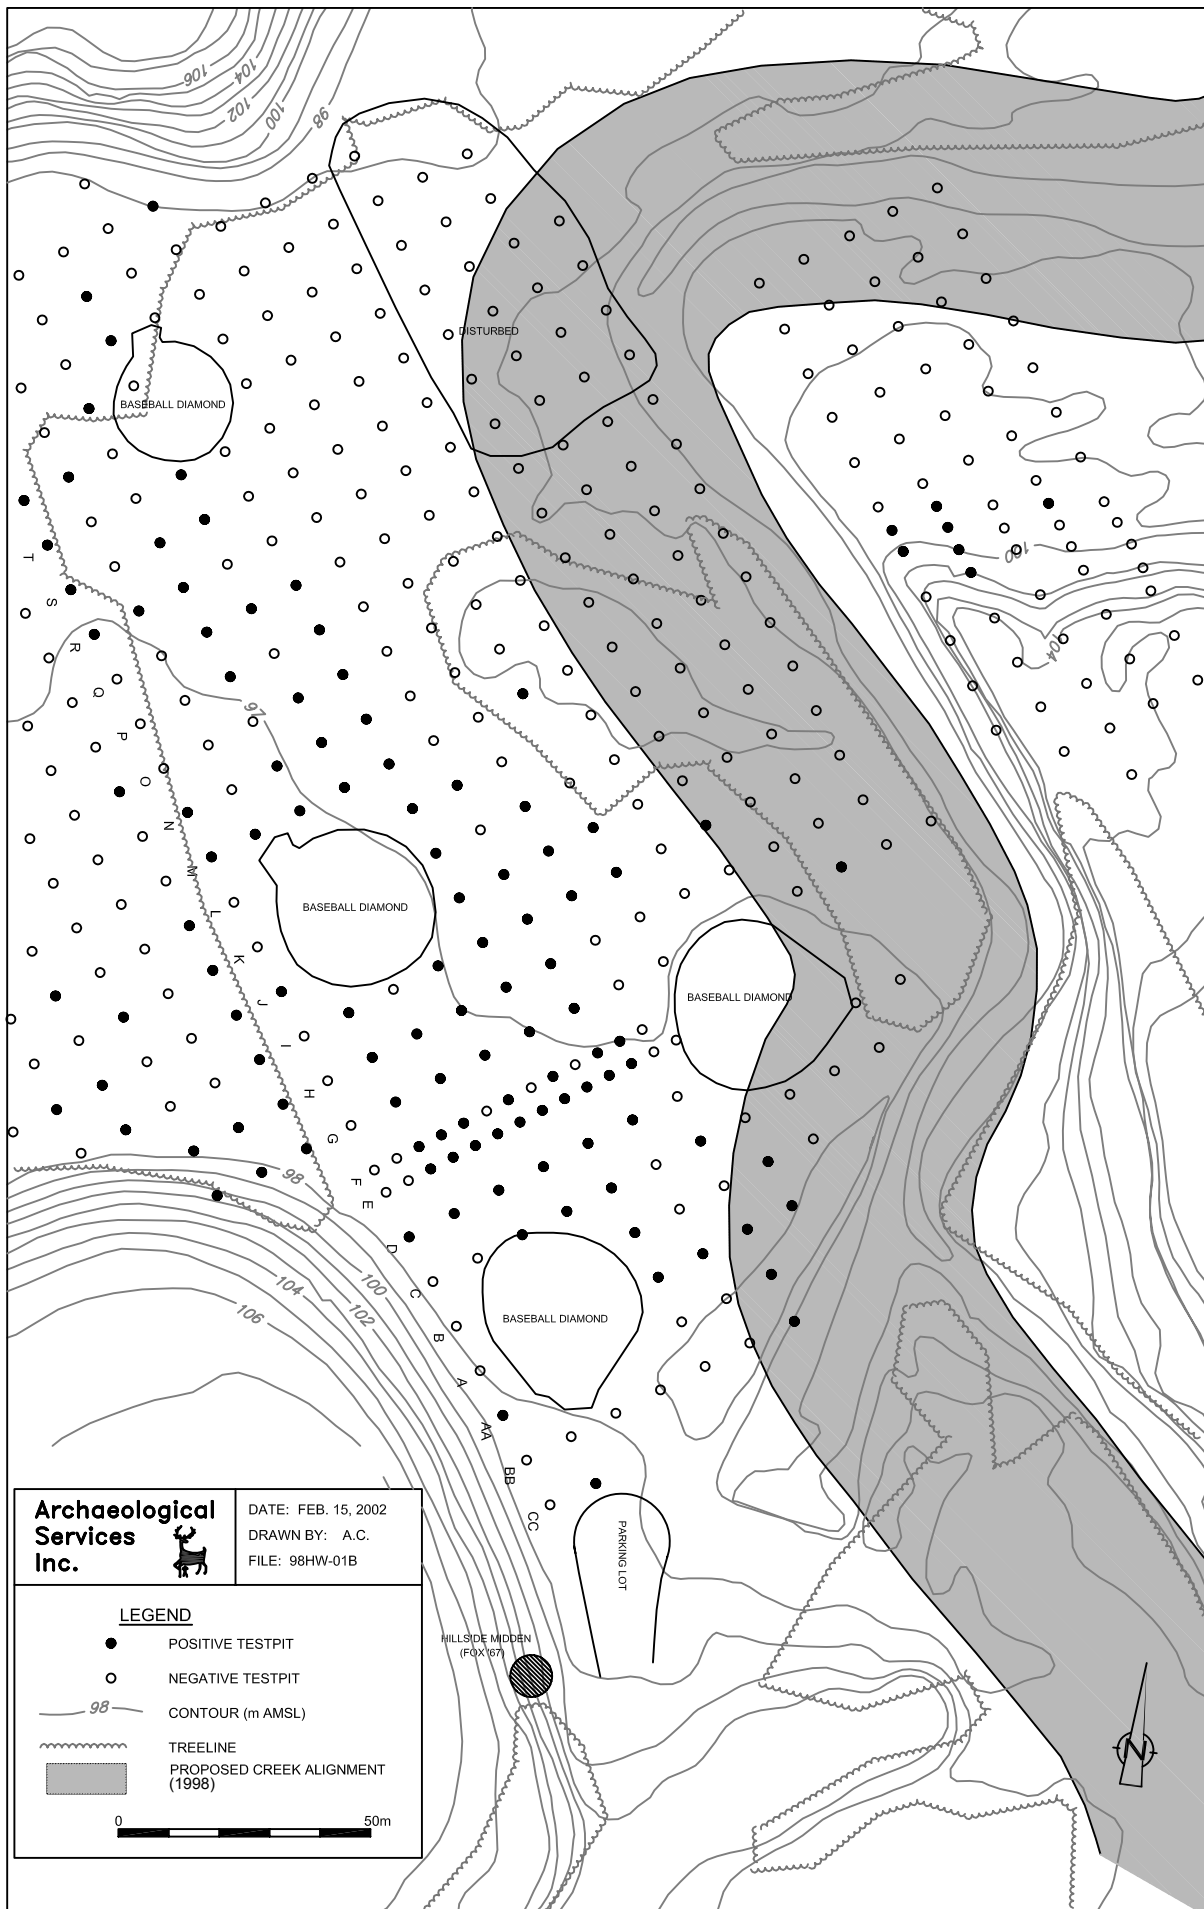 106
104
102
100
98
DISTURBED
BASEBALL DIAMOND
100
104
T
S
R
Q
P
O
N
M
L
K
J
I
H
G
F
E
D
C
B
A
AA
BB
CC
97
BASEBALL DIAMOND
BASEBALL DIAMOND
98
100
102
104
106
BASEBALL DIAMOND
PARKING LOT
HILLSIDE MIDDEN
(FOX '67)
Archaeological
Services
Inc.
DATE: FEB. 15, 2002
DRAWN BY: A.C.
FILE: 98HW-01B
LEGEND
POSITIVE TESTPIT
NEGATIVE TESTPIT
98
CONTOUR (m AMSL)
TREELINE
PROPOSED CREEK ALIGNMENT
(1998)
0 50m
N